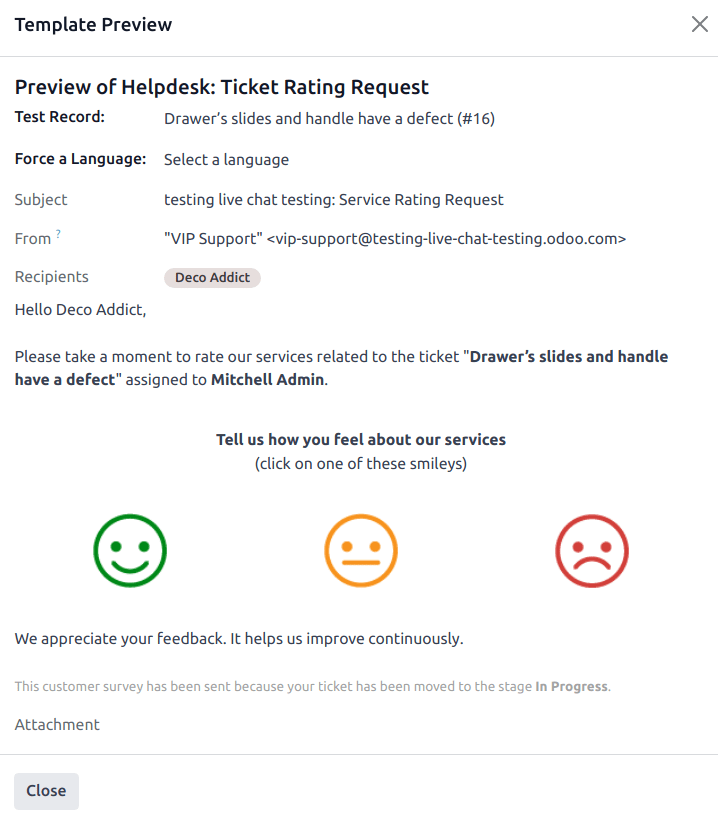 Template Preview
Preview of Helpdesk: Ticket Rating Request
Test Record: Drawer’s slides and handle have a defect (#16)
Force a Language: Select a language
Subject testing live chat testing: Service Rating Request
From ? "VIP Support" <vip-support@testing-live-chat-testing.odoo.com>
Recipients Deco Addict
Hello Deco Addict,
Please take a moment to rate our services related to the ticket "Drawer’s slides and handle
have a defect" assigned to Mitchell Admin.
Tell us how you feel about our services
(click on one of these smileys)
We appreciate your feedback. It helps us improve continuously.
This customer survey has been sent because your ticket has been moved to the stage In Progress.
Attachment
Close